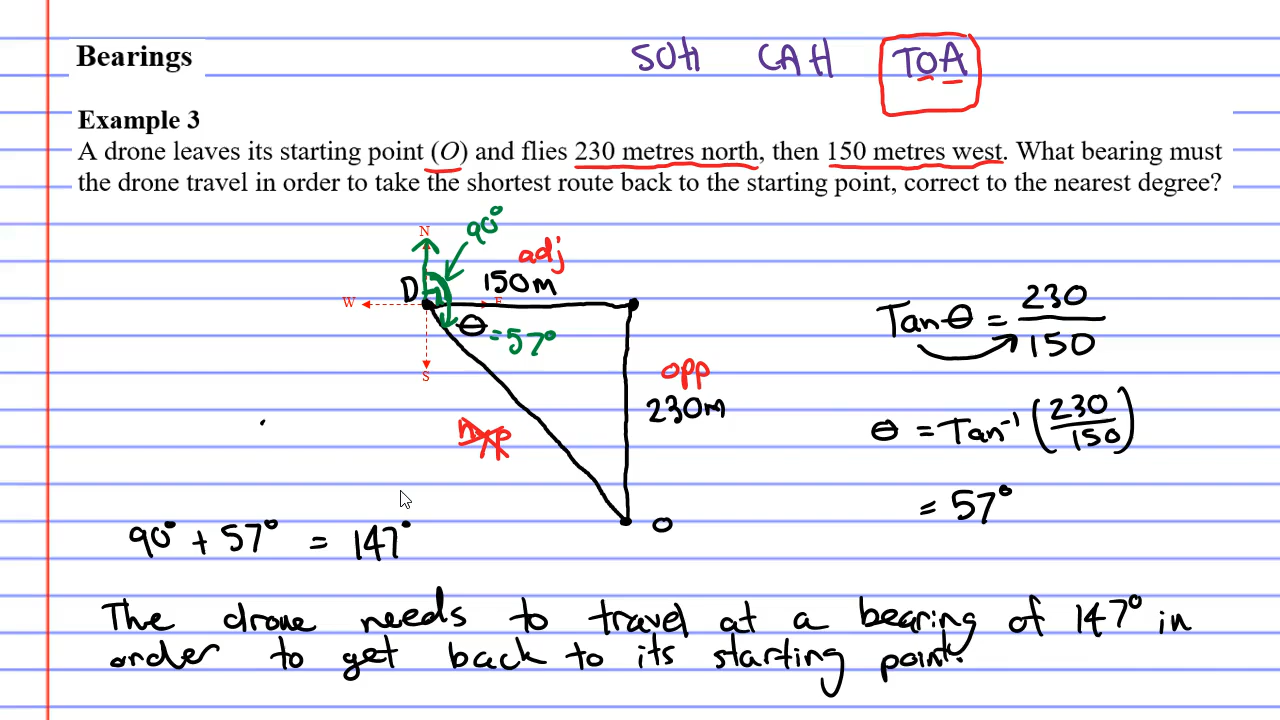 Bearings
SOH CAH TOA
Example 3
A drone leaves its starting point (O) and flies 230 metres north, then 150 metres west. What bearing must
the drone travel in order to take the shortest route back to the starting point, correct to the nearest degree?
N
90°
adj
D
150m
W
E
θ = 57°
S
opp
230m
hyp
O
Tanθ = 230/150
θ = Tan⁻¹(230/150)
= 57°
90° + 57° = 147°
The drone needs to travel at a bearing of 147° in
order to get back to its starting point.